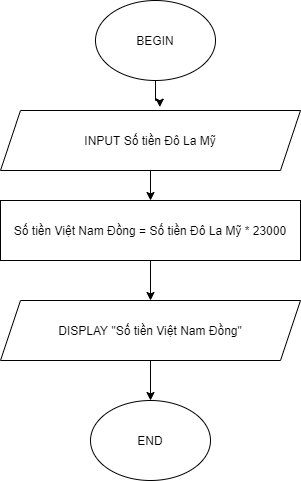 BEGIN
INPUT Số tiền Đô La Mỹ
Số tiền Việt Nam Đồng = Số tiền Đô La Mỹ * 23000
DISPLAY "Số tiền Việt Nam Đồng"
END